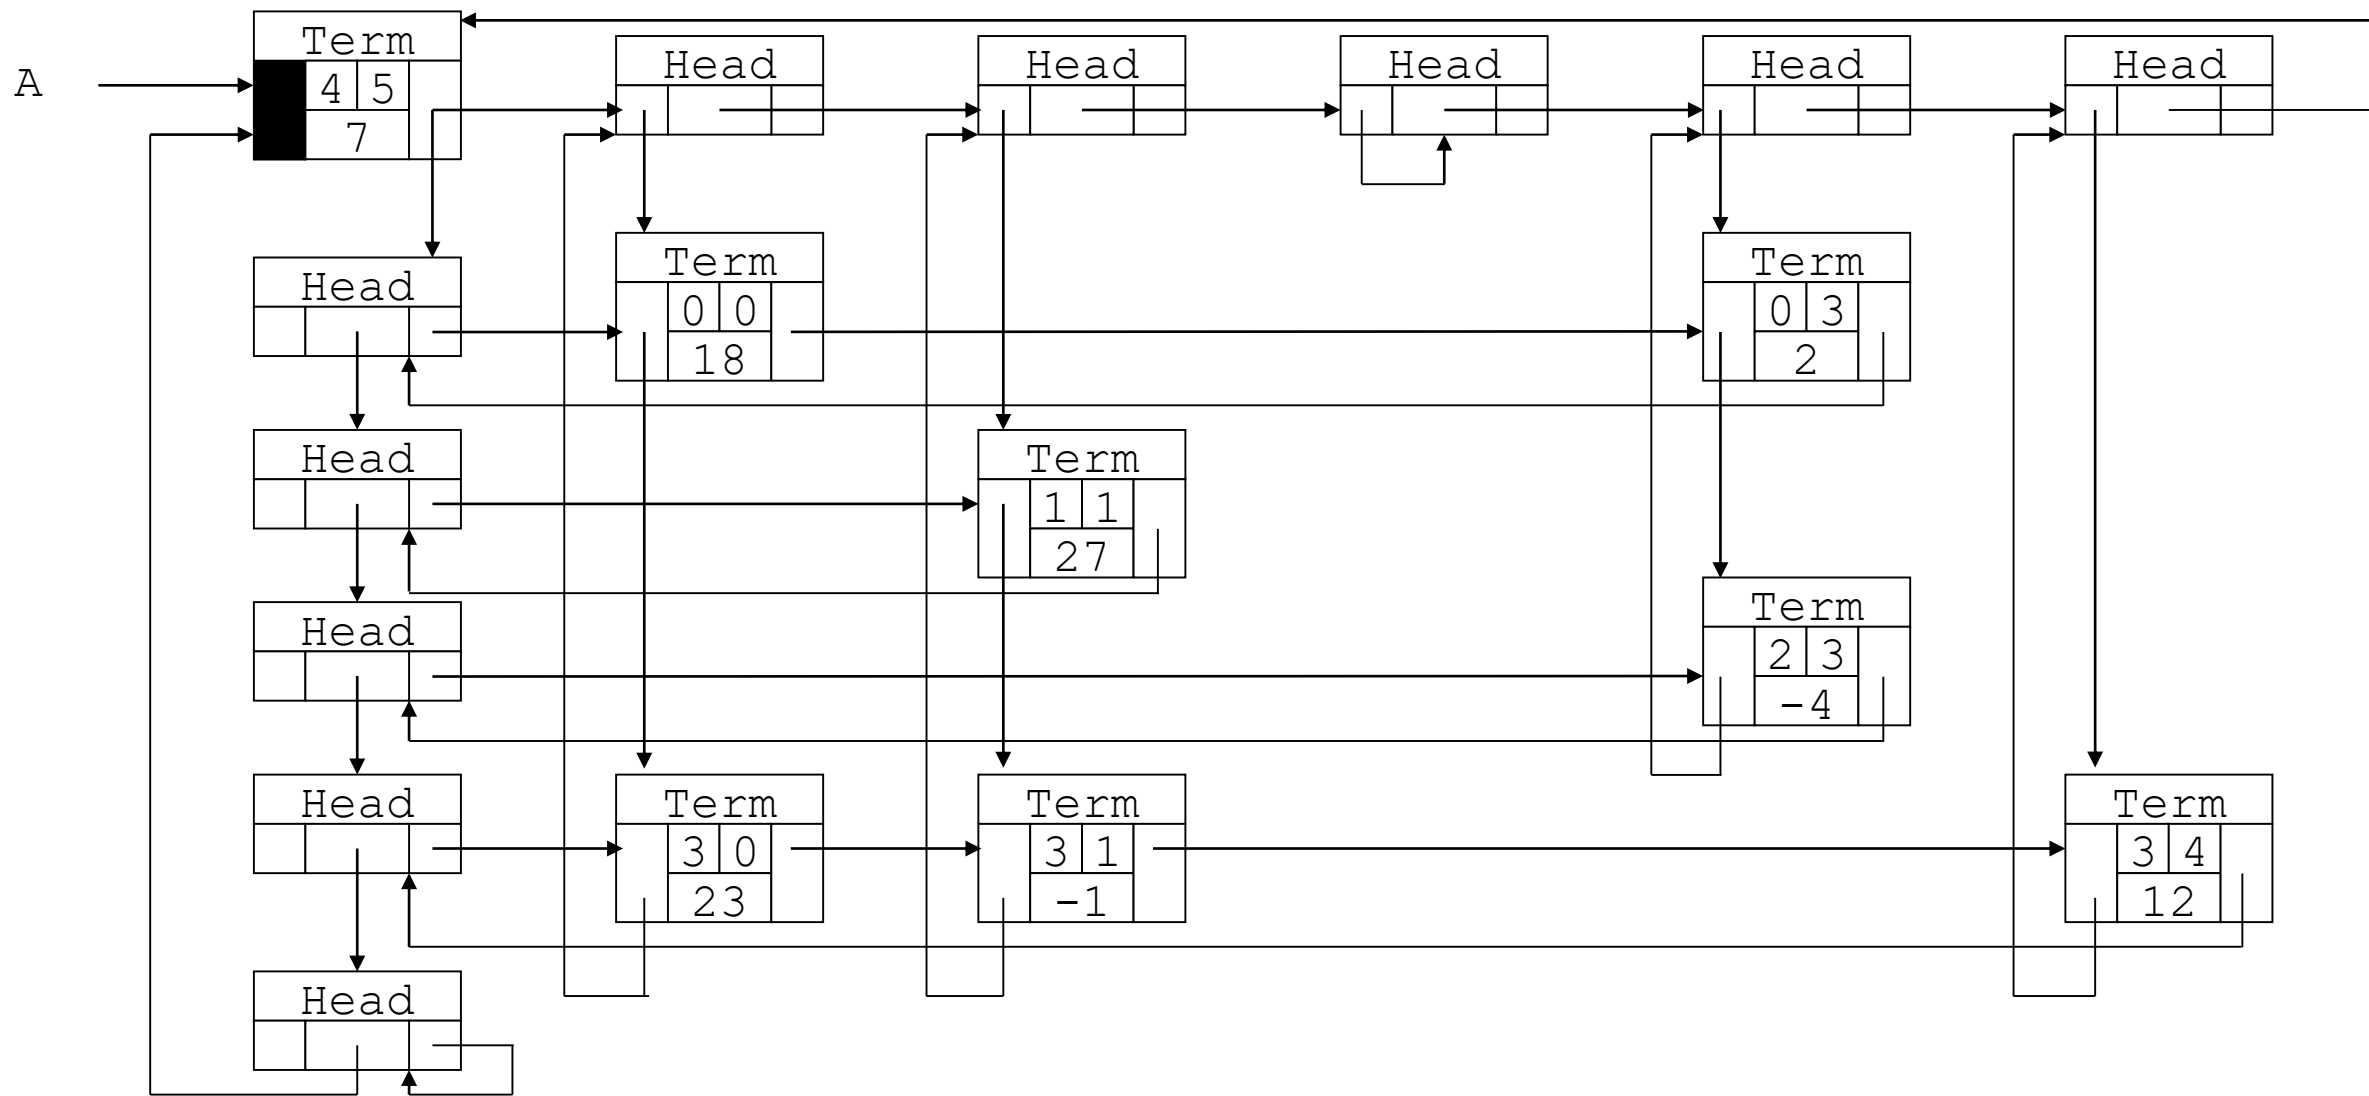 Term
Head Head Head Head Head
A
4 5
7
Term Term
Head
0 0 0 3
18 2
Head Term
1 1
27
Head Term
2 3
-4
Head Term Term Term
3 0 3 1 3 4
23 -1 12
Head